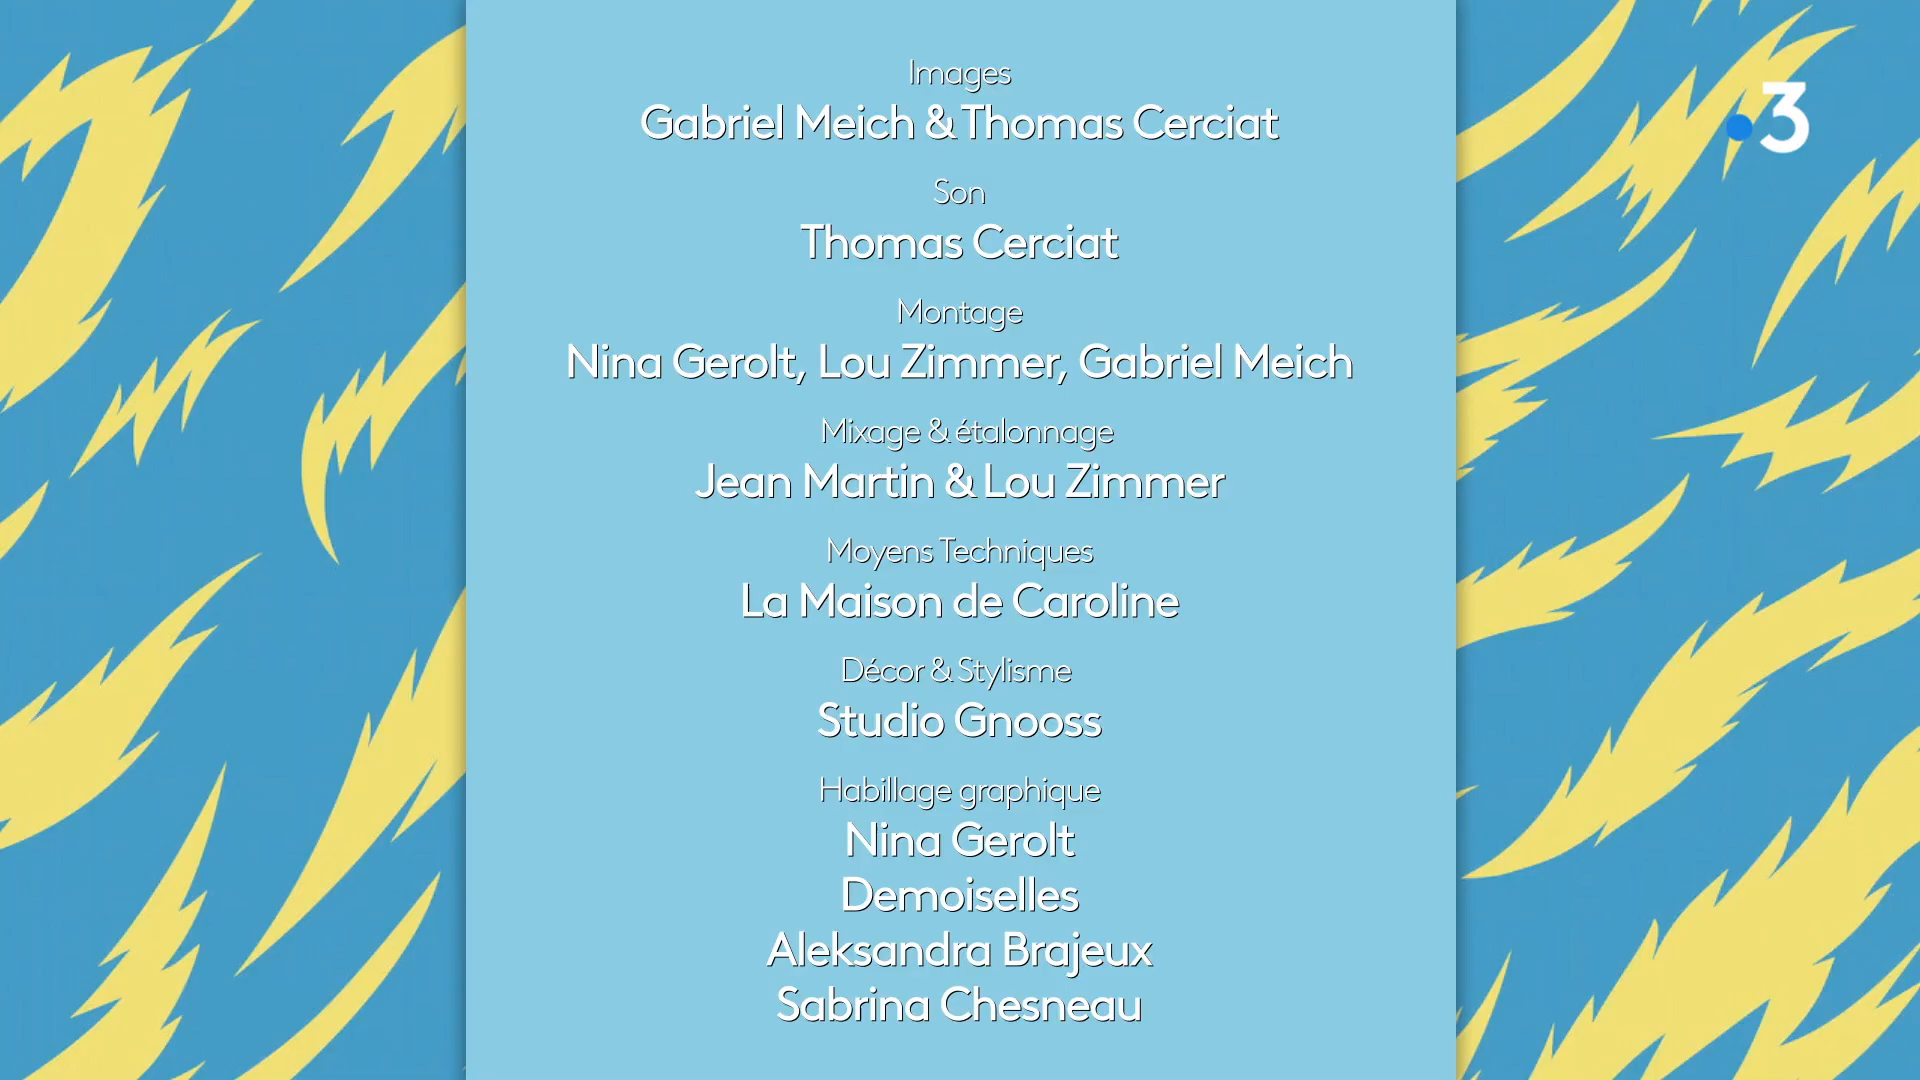 Images
Gabriel Meich & Thomas Cerciat
Son
Thomas Cerciat
Montage
Nina Gerolt, Lou Zimmer, Gabriel Meich
Mixage & étalonnage
Jean Martin & Lou Zimmer
Moyens Techniques
La Maison de Caroline
Décor & Stylisme
Studio Gnooss
Habillage graphique
Nina Gerolt
Demoiselles
Aleksandra Brajeux
Sabrina Chesneau
3